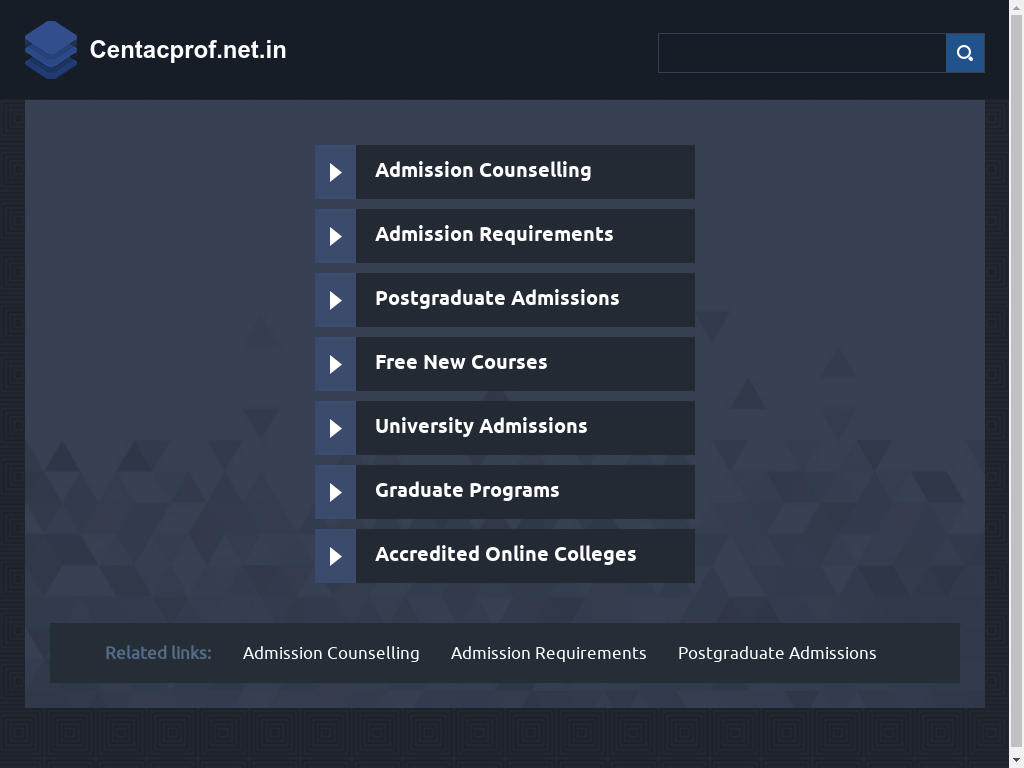 Centacprof.net.in
Admission Counselling
Admission Requirements
Postgraduate Admissions
Free New Courses
University Admissions
Graduate Programs
Accredited Online Colleges
Related links: Admission Counselling Admission Requirements Postgraduate Admissions